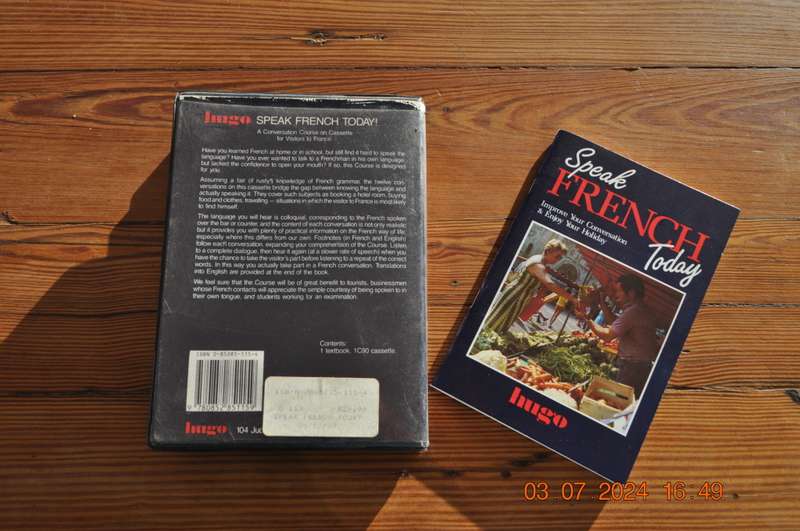 hugo SPEAK FRENCH TODAY!
A Conversation Course on Cassette
for Visitors to France
Have you learned French at home or in school, but still find it hard to speak the
language? Have you ever wanted to talk to a Frenchman in his own language,
but lacked the confidence to open your mouth? If so, this Course is designed
for you.
Assuming a fair (if rusty!) knowledge of French grammar, the twelve con-
versations on this cassette bridge the gap between knowing the language and
actually speaking it. They cover such subjects as booking a hotel room, buying
food and clothes, travelling — situations in which the visitor to France is most likely
to find himself.
The language you will hear is colloquial, corresponding to the French spoken
over the bar or counter, and the content of each conversation is not only realistic
but it provides you with plenty of practical information on the French way of life,
especially where this differs from our own. Footnotes (in French and English)
follow each conversation, expanding your comprehension of the Course. Listen
to a complete dialogue, then hear it again (at a slower rate of speech) when you
have the chance to take the visitor's part before listening to a repeat of the correct
words. In this way you actually take part in a French conversation. Translations
into English are provided at the end of the book.
We feel sure that the Course will be of great benefit to tourists, businessmen
whose French contacts will appreciate the simple courtesy of being spoken to in
their own tongue, and students working for an examination.
Contents:
1 textbook, 1C90 cassette.
ISBN 0-85285-115-4
9 780852 851159
SPEAK FRENCH TODAY
hugo 104 Jud
Speak
FRENCH
Today
Improve Your Conversation
& Enjoy Your Holiday
hugo
03 07 2024 16:49